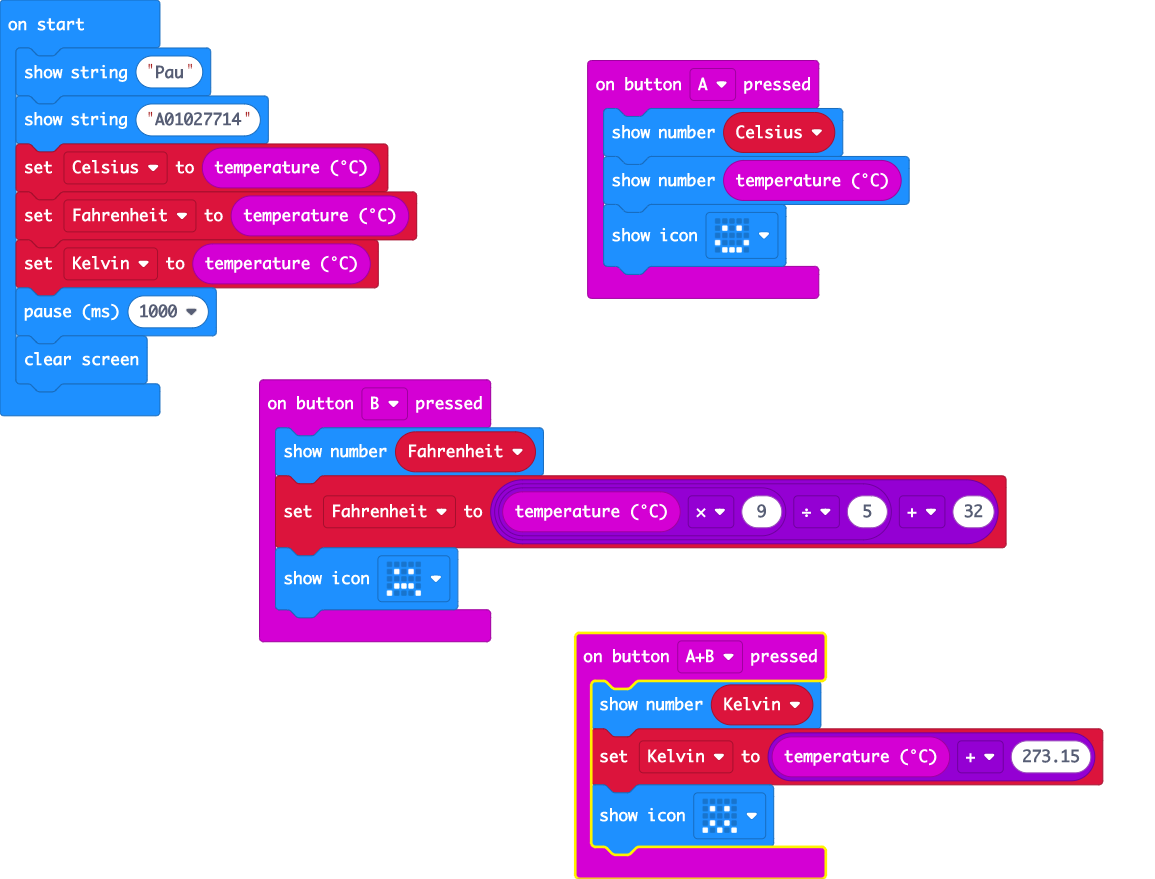 on start
show string "Pau"
show string "A01027714"
set Celsius to temperature (°C)
set Fahrenheit to temperature (°C)
set Kelvin to temperature (°C)
pause (ms) 1000
clear screen
on button A pressed
show number Celsius
show number temperature (°C)
show icon
on button B pressed
show number Fahrenheit
set Fahrenheit to temperature (°C) × 9 ÷ 5 + 32
show icon
on button A+B pressed
show number Kelvin
set Kelvin to temperature (°C) + 273.15
show icon